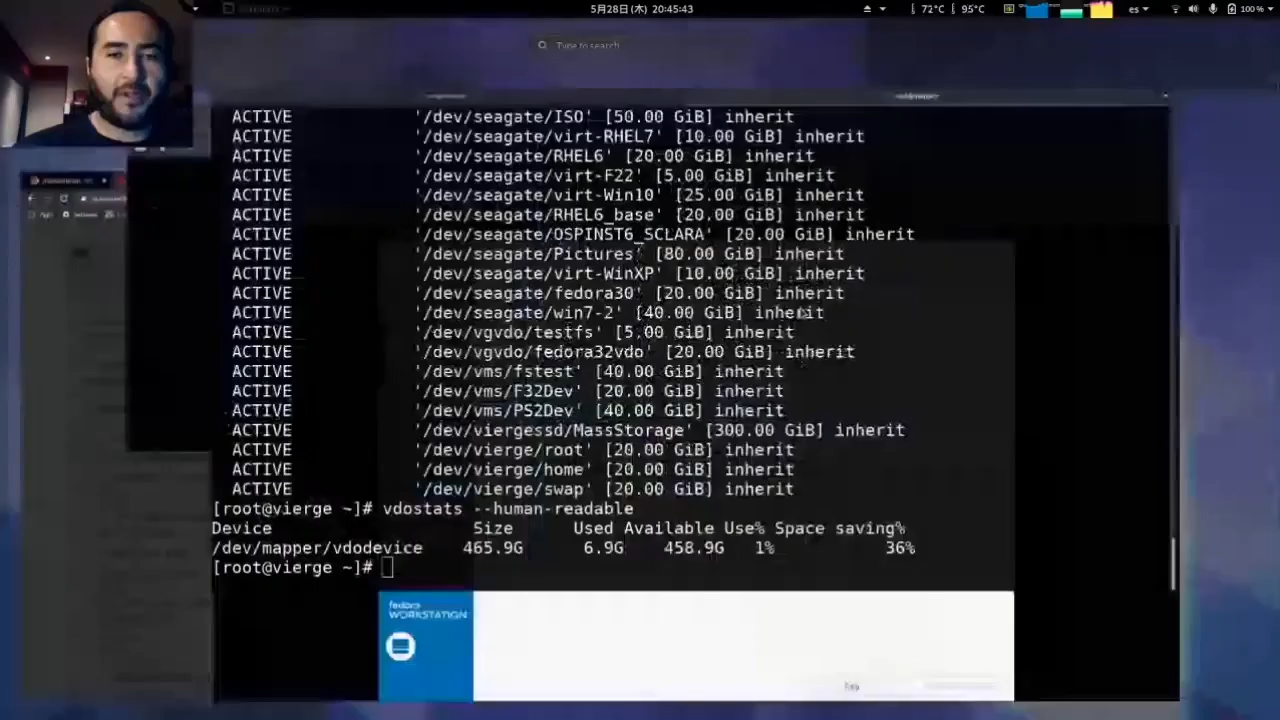 5月28日(木) 20:45:43
72°C 95°C
es
100%
Type to search
ACTIVE '/dev/seagate/ISO' [50.00 GiB] inherit
ACTIVE '/dev/seagate/virt-RHEL7' [10.00 GiB] inherit
ACTIVE '/dev/seagate/RHEL6' [20.00 GiB] inherit
ACTIVE '/dev/seagate/virt-F22' [5.00 GiB] inherit
ACTIVE '/dev/seagate/virt-Win10' [25.00 GiB] inherit
ACTIVE '/dev/seagate/RHEL6_base' [20.00 GiB] inherit
ACTIVE '/dev/seagate/OSPINST6_SCLARA' [20.00 GiB] inherit
ACTIVE '/dev/seagate/Pictures' [80.00 GiB] inherit
ACTIVE '/dev/seagate/virt-WinXP' [10.00 GiB] inherit
ACTIVE '/dev/seagate/fedora30' [20.00 GiB] inherit
ACTIVE '/dev/seagate/win7-2' [40.00 GiB] inherit
ACTIVE '/dev/vgvdo/testfs' [5.00 GiB] inherit
ACTIVE '/dev/vgvdo/fedora32vdo' [20.00 GiB] inherit
ACTIVE '/dev/vms/fstest' [40.00 GiB] inherit
ACTIVE '/dev/vms/F32Dev' [20.00 GiB] inherit
ACTIVE '/dev/vms/PS2Dev' [40.00 GiB] inherit
ACTIVE '/dev/viergessd/MassStorage' [300.00 GiB] inherit
ACTIVE '/dev/vierge/root' [20.00 GiB] inherit
ACTIVE '/dev/vierge/home' [20.00 GiB] inherit
ACTIVE '/dev/vierge/swap' [20.00 GiB] inherit
[root@vierge ~]# vdostats --human-readable
Device Size Used Available Use% Space saving%
/dev/mapper/vdodevice 465.9G 6.9G 458.9G 1% 36%
[root@vierge ~]#
fedora
WORKSTATION